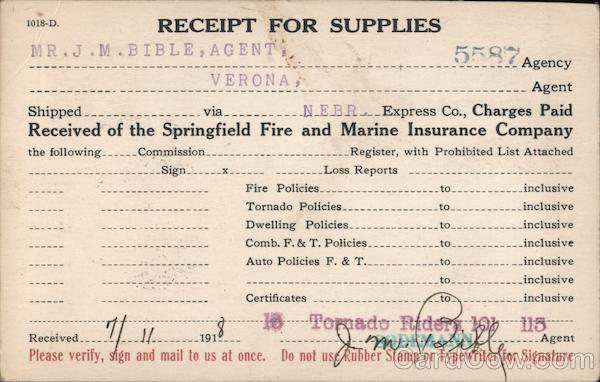 1018-D.
RECEIPT FOR SUPPLIES
MR.J.M.BIBLE,AGENT,
5587 Agency
VERONA, Agent
Shipped via NEBR. Express Co., Charges Paid
Received of the Springfield Fire and Marine Insurance Company
the following Commission Register, with Prohibited List Attached
Sign x Loss Reports
Fire Policies to inclusive
Tornado Policies to inclusive
Dwelling Policies to inclusive
Comb. F. & T. Policies to inclusive
Auto Policies F. & T. to inclusive
to inclusive
Certificates to inclusive
15 Tornado Riders 101 115
Received 7/11 1918 J. M. Bible Agent
Please verify, sign and mail to us at once. Do not use Rubber Stamp or Typewriter for Signature
CardCow.com